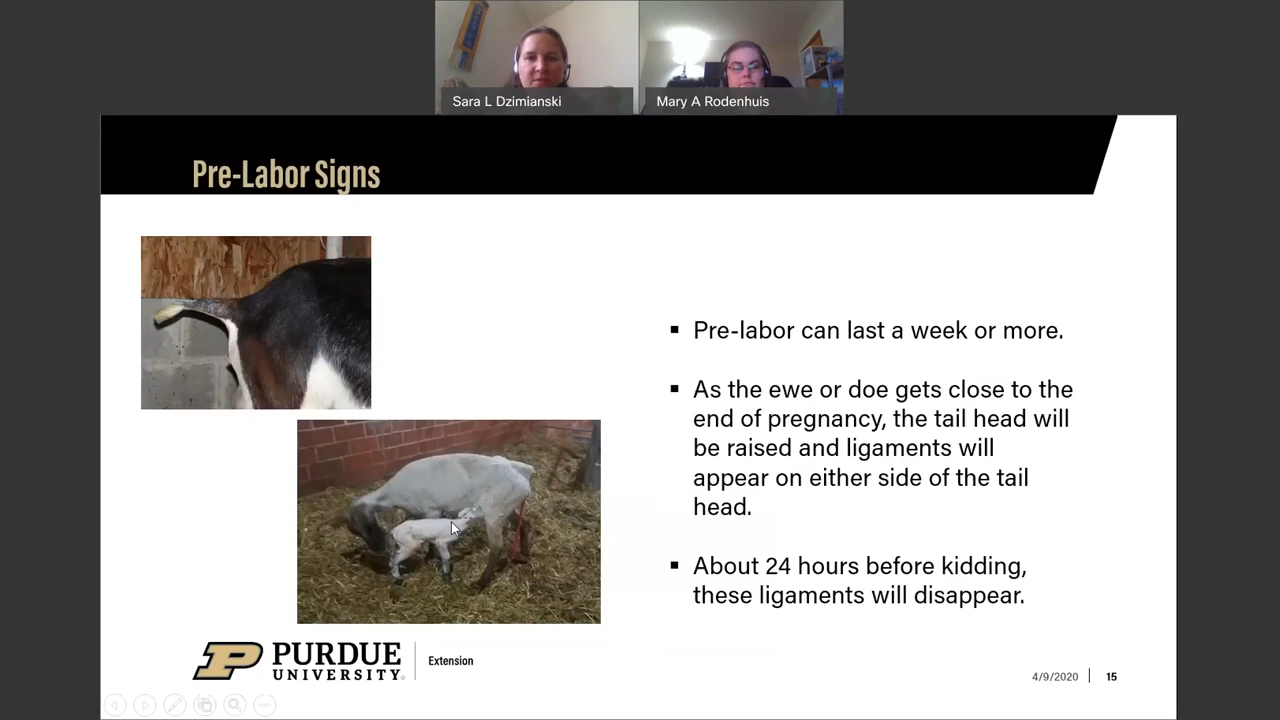 Sara L Dzimianski
Mary A Rodenhuis
Pre-Labor Signs
▪ Pre-labor can last a week or more.
▪ As the ewe or doe gets close to the
end of pregnancy, the tail head will
be raised and ligaments will
appear on either side of the tail
head.
▪ About 24 hours before kidding,
these ligaments will disappear.
PURDUE
UNIVERSITY®
Extension
4/9/2020
15